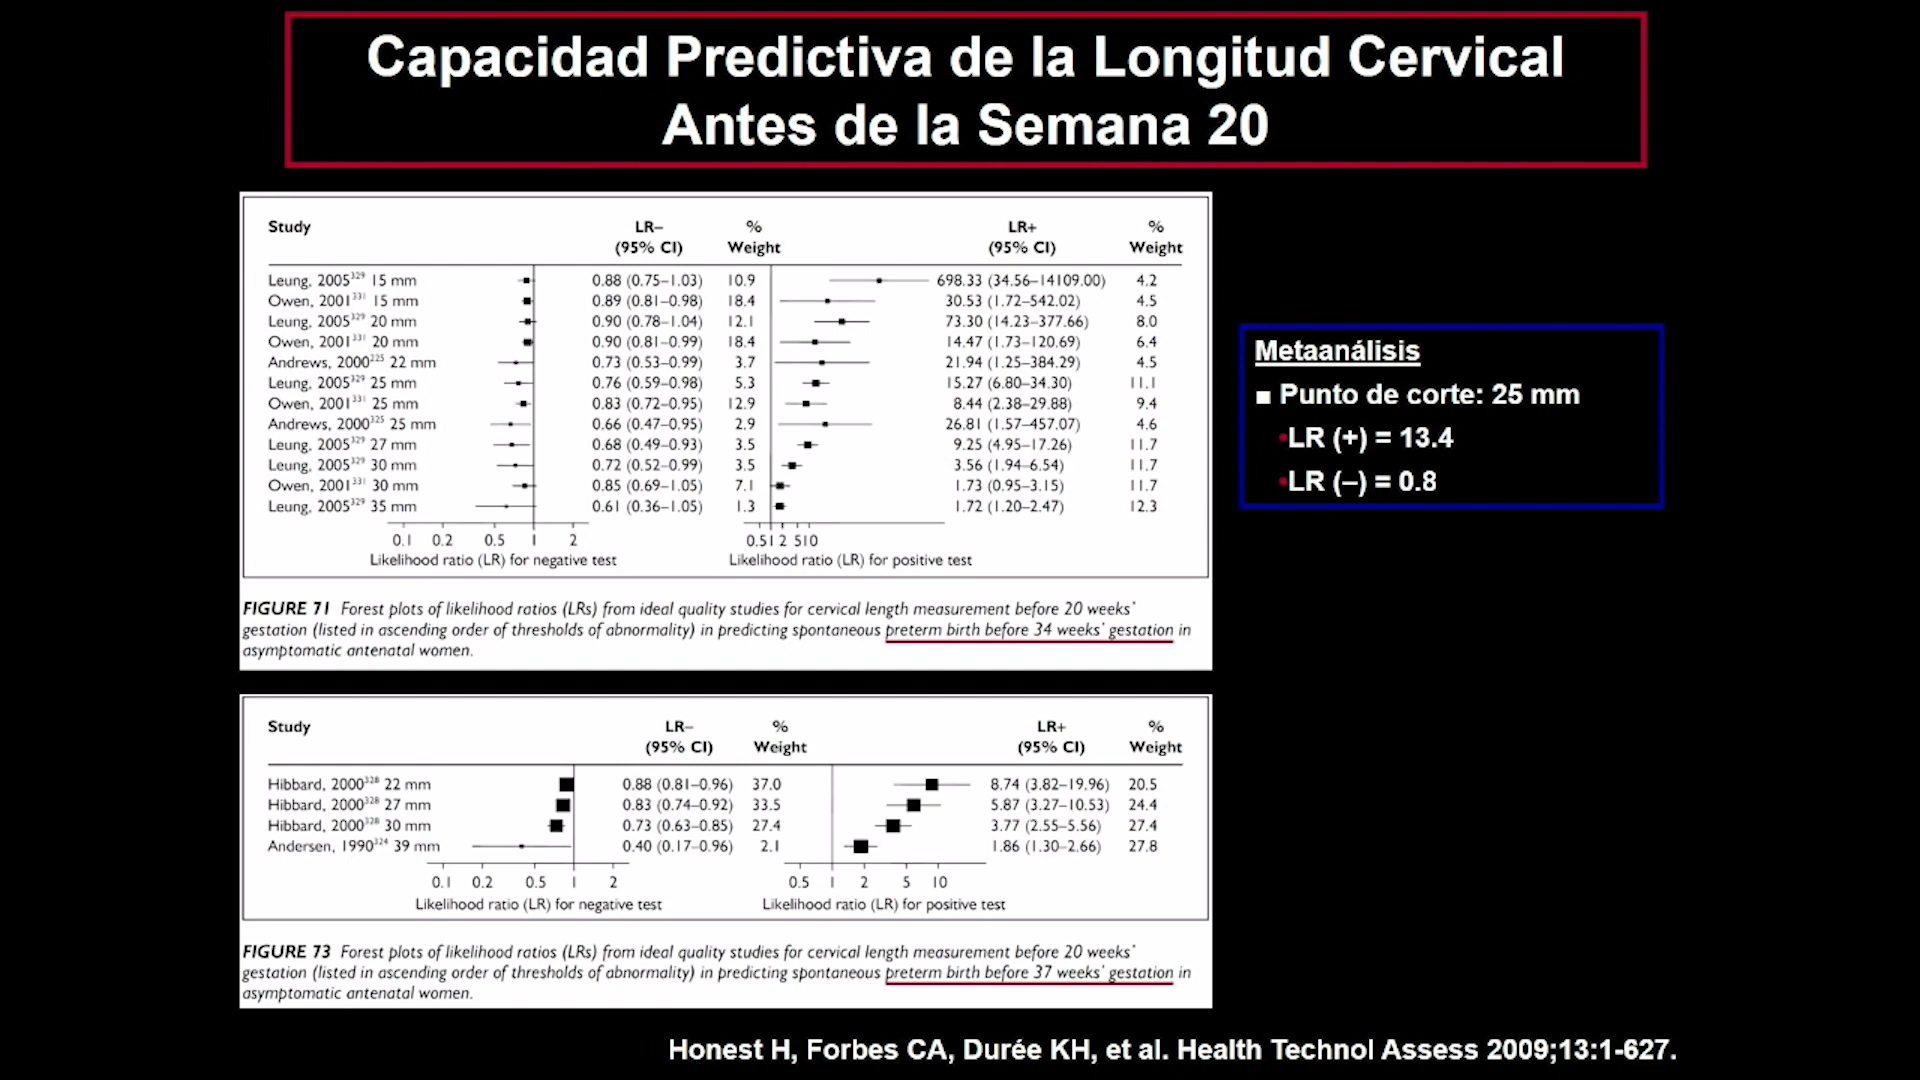 Capacidad Predictiva de la Longitud Cervical
Antes de la Semana 20
Study LR– % LR+ %
(95% CI) Weight (95% CI) Weight
Leung, 2005³²⁹ 15 mm 0.88 (0.75–1.03) 10.9 698.33 (34.56–14109.00) 4.2
Owen, 2001³³¹ 15 mm 0.89 (0.81–0.98) 18.4 30.53 (1.72–542.02) 4.5
Leung, 2005³²⁹ 20 mm 0.90 (0.78–1.04) 12.1 73.30 (14.23–377.66) 8.0
Owen, 2001³³¹ 20 mm 0.90 (0.81–0.99) 18.4 14.47 (1.73–120.69) 6.4
Andrews, 2000²²⁵ 22 mm 0.73 (0.53–0.99) 3.7 21.94 (1.25–384.29) 4.5
Leung, 2005³²⁹ 25 mm 0.76 (0.59–0.98) 5.3 15.27 (6.80–34.30) 11.1
Owen, 2001³³¹ 25 mm 0.83 (0.72–0.95) 12.9 8.44 (2.38–29.88) 9.4
Andrews, 2000³²⁵ 25 mm 0.66 (0.47–0.95) 2.9 26.81 (1.57–457.07) 4.6
Leung, 2005³²⁹ 27 mm 0.68 (0.49–0.93) 3.5 9.25 (4.95–17.26) 11.7
Leung, 2005³²⁹ 30 mm 0.72 (0.52–0.99) 3.5 3.56 (1.94–6.54) 11.7
Owen, 2001³³¹ 30 mm 0.85 (0.69–1.05) 7.1 1.73 (0.95–3.15) 11.7
Leung, 2005³²⁹ 35 mm 0.61 (0.36–1.05) 1.3 1.72 (1.20–2.47) 12.3
0.1 0.2 0.5 1 2 0.5 1 2 5 10
Likelihood ratio (LR) for negative test Likelihood ratio (LR) for positive test
FIGURE 71 Forest plots of likelihood ratios (LRs) from ideal quality studies for cervical length measurement before 20 weeks'
gestation (listed in ascending order of thresholds of abnormality) in predicting spontaneous preterm birth before 34 weeks' gestation in
asymptomatic antenatal women.
Metaanálisis
■ Punto de corte: 25 mm
•LR (+) = 13.4
•LR (–) = 0.8
Study LR– % LR+ %
(95% CI) Weight (95% CI) Weight
Hibbard, 2000³²⁸ 22 mm 0.88 (0.81–0.96) 37.0 8.74 (3.82–19.96) 20.5
Hibbard, 2000³²⁸ 27 mm 0.83 (0.74–0.92) 33.5 5.87 (3.27–10.53) 24.4
Hibbard, 2000³²⁸ 30 mm 0.73 (0.63–0.85) 27.4 3.77 (2.55–5.56) 27.4
Andersen, 1990³²⁴ 39 mm 0.40 (0.17–0.96) 2.1 1.86 (1.30–2.66) 27.8
0.1 0.2 0.5 1 2 0.5 1 2 5 10
Likelihood ratio (LR) for negative test Likelihood ratio (LR) for positive test
FIGURE 73 Forest plots of likelihood ratios (LRs) from ideal quality studies for cervical length measurement before 20 weeks'
gestation (listed in ascending order of thresholds of abnormality) in predicting spontaneous preterm birth before 37 weeks' gestation in
asymptomatic antenatal women.
Honest H, Forbes CA, Durée KH, et al. Health Technol Assess 2009;13:1-627.